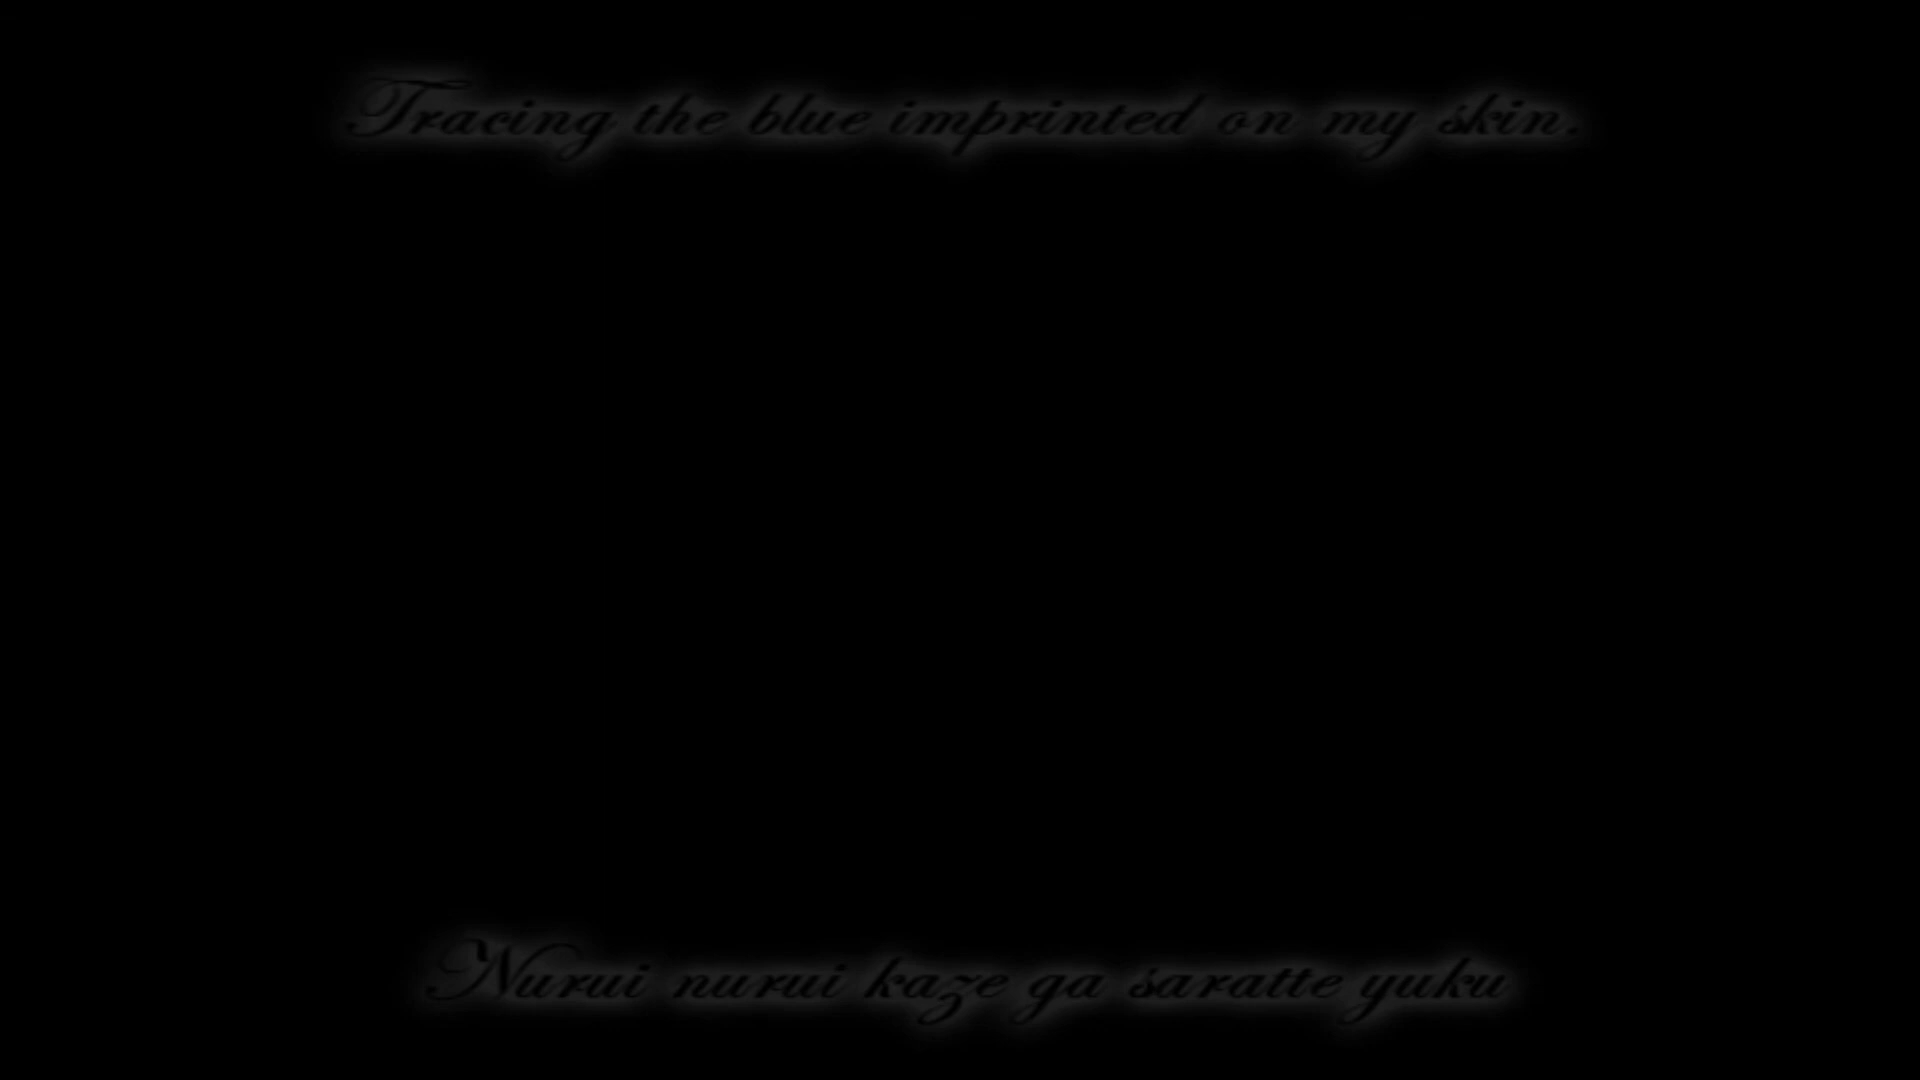 Tracing the blue imprinted on my skin.
Nurui nurui kaze ga saratte yuku